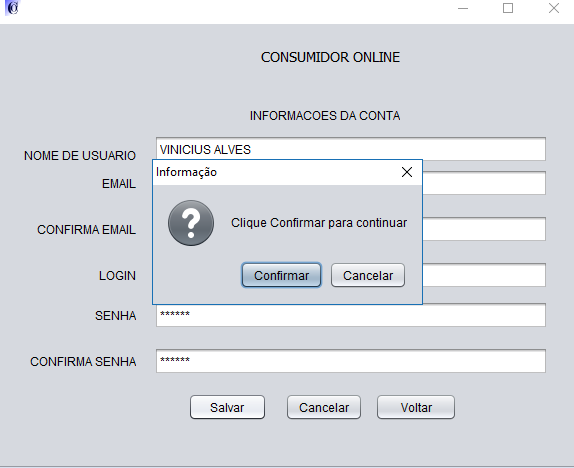 CONSUMIDOR ONLINE
INFORMACOES DA CONTA
NOME DE USUARIO
VINICIUS ALVES
Informação
EMAIL
Clique Confirmar para continuar
CONFIRMA EMAIL
LOGIN
Confirmar
Cancelar
SENHA
******
CONFIRMA SENHA
******
Salvar
Cancelar
Voltar